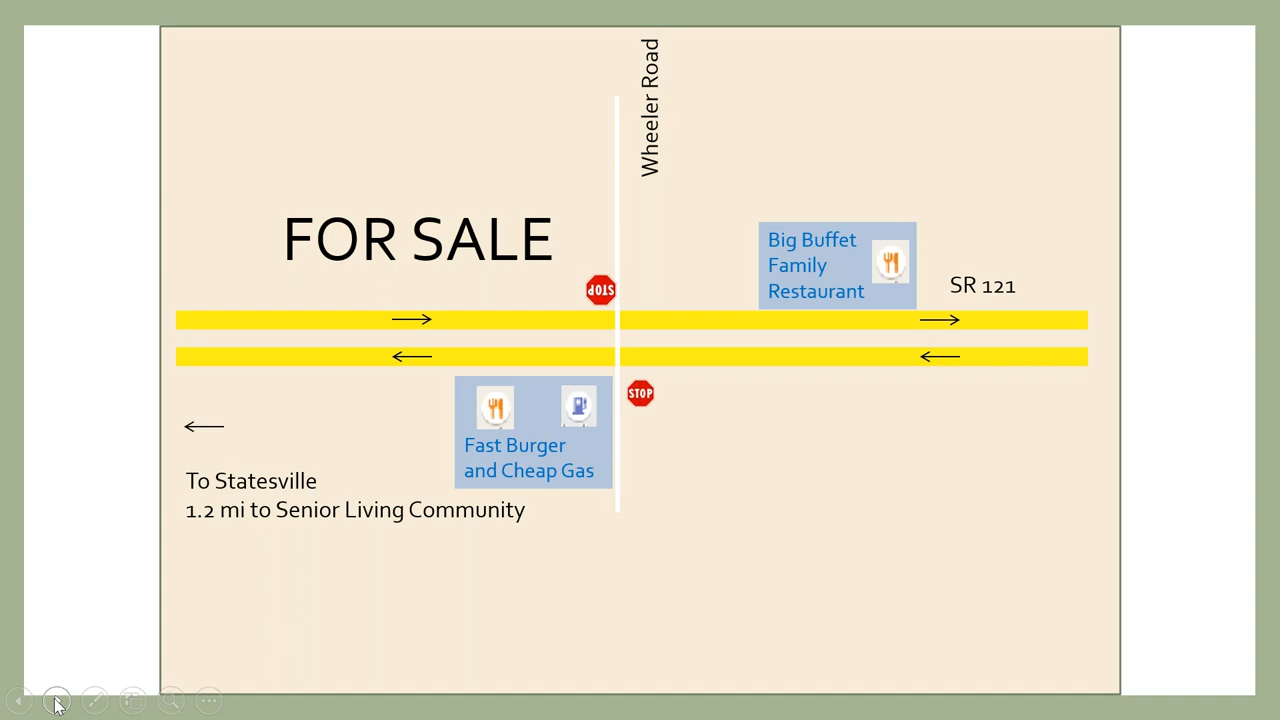 Wheeler Road
FOR SALE
Big Buffet
Family
Restaurant
SR 121
STOP
STOP
Fast Burger
and Cheap Gas
To Statesville
1.2 mi to Senior Living Community